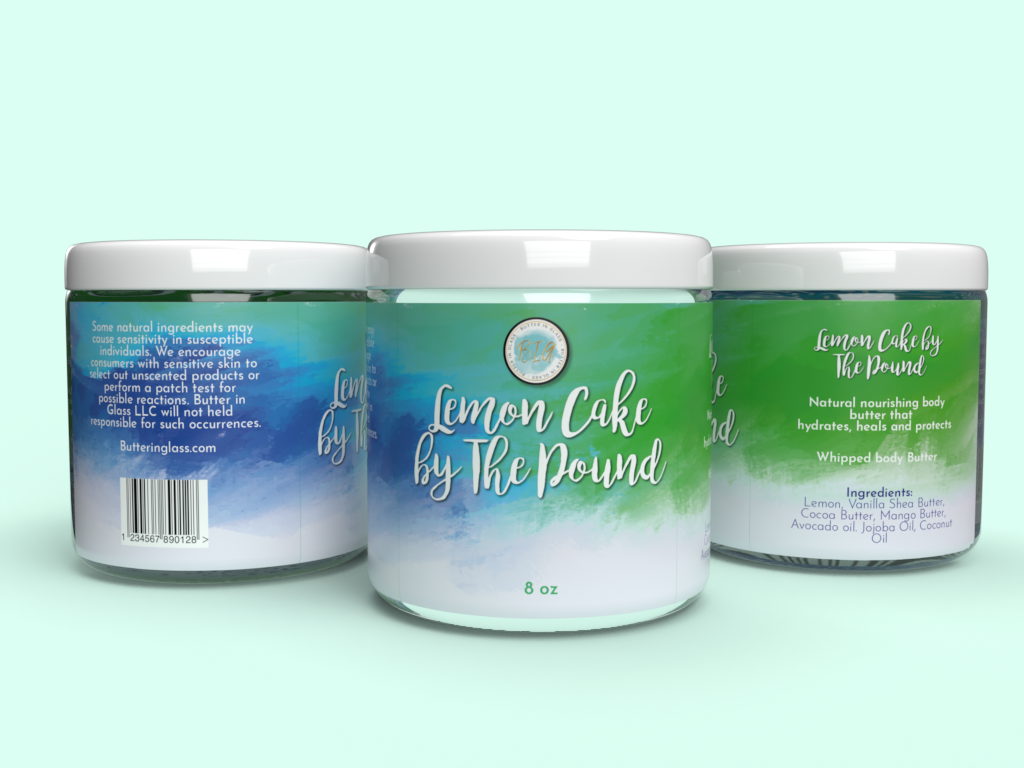 Some natural ingredients may
cause sensitivity in susceptible
individuals. We encourage
consumers with sensitive skin to
select out unscented products or
perform a patch test for
possible reactions. Butter in
Glass LLC will not held
responsible for such occurrences.
Butteringlass.com
1 234567 890128 >
BUTTER IN GLASS
B.I.G
Lemon Cake
by The Pound
8 oz
Lemon Cake by
The Pound
Natural nourishing body
butter that
hydrates, heals and protects
Whipped body Butter
Ingredients:
Lemon, Vanilla Shea Butter,
Cocoa Butter, Mango Butter,
Avocado oil. Jojoba Oil, Coconut
Oil